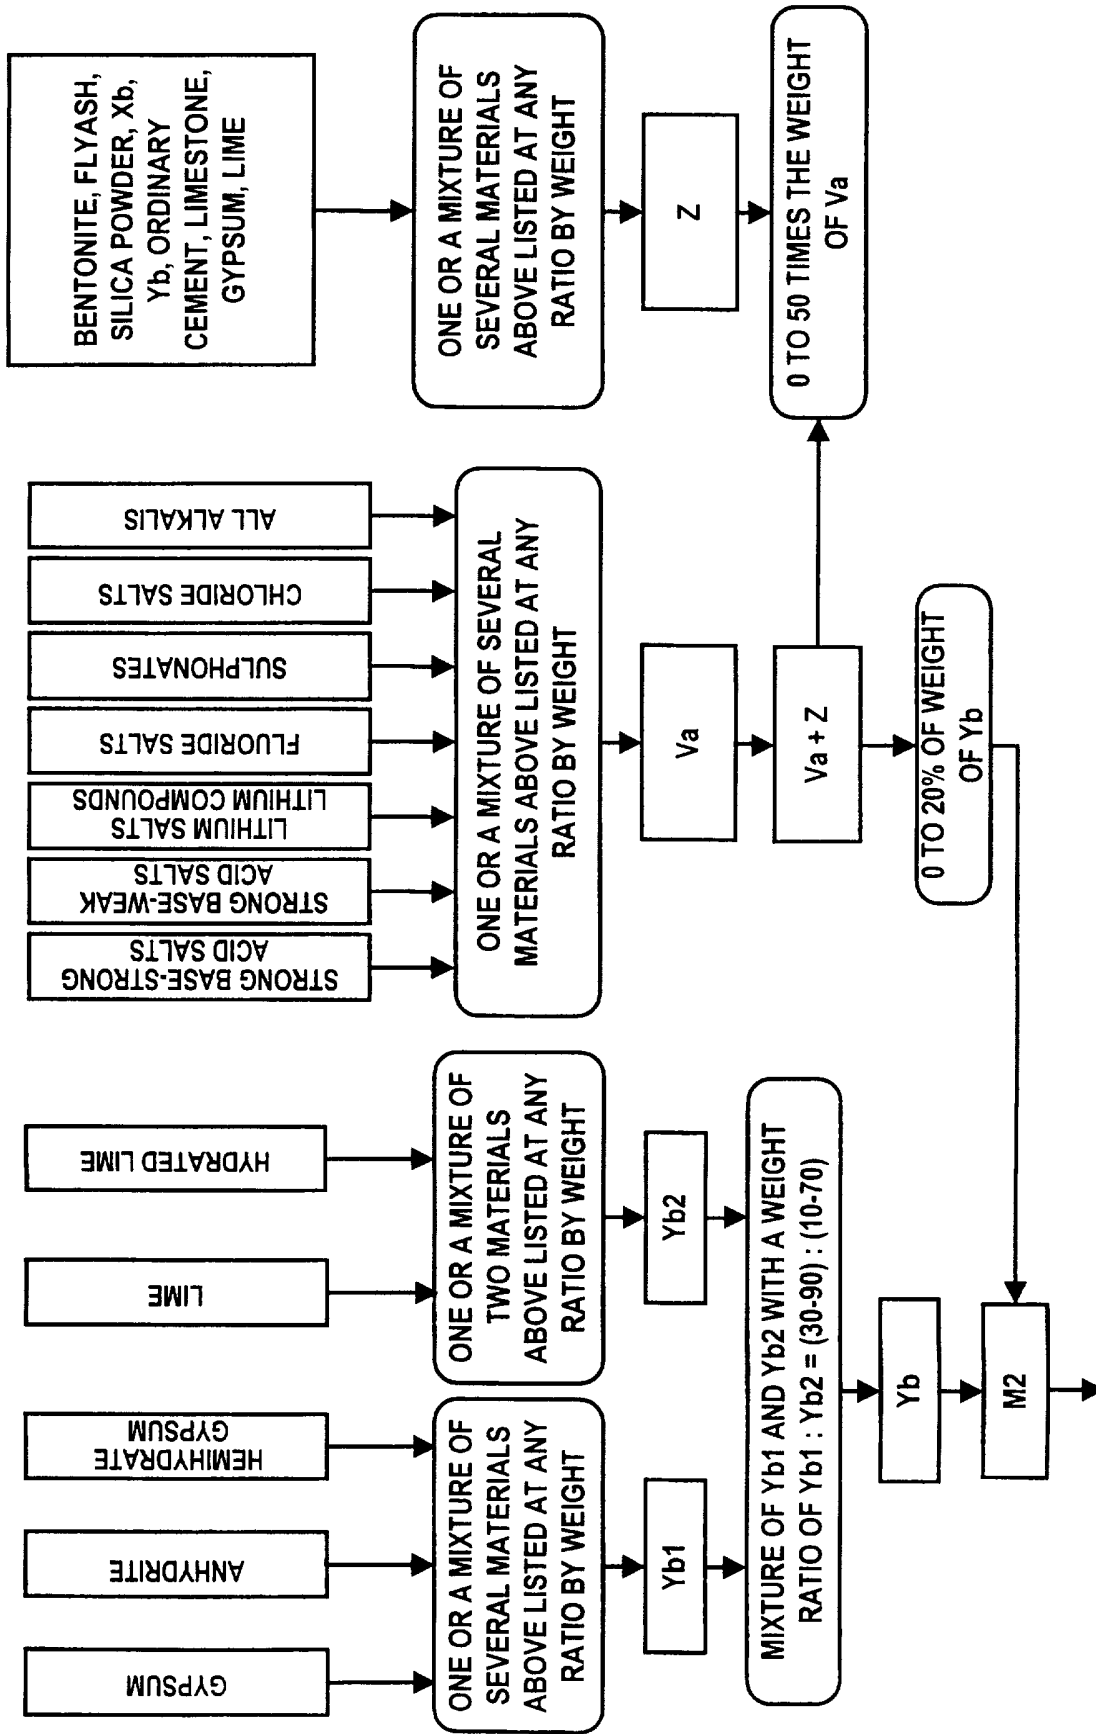 GYPSUM
ANHYDRITE
HEMIHYDRATE
GYPSUM
LIME
HYDRATED LIME
STRONG BASE-STRONG
ACID SALTS
STRONG BASE-WEAK
ACID SALTS
LITHIUM SALTS
LITHIUM COMPOUNDS
FLUORIDE SALTS
SULPHONATES
CHLORIDE SALTS
ALL ALKALIS
BENTONITE, FLYASH,
SILICA POWDER, Xb,
Yb, ORDINARY
CEMENT, LIMESTONE,
GYPSUM, LIME
ONE OR A MIXTURE OF
SEVERAL MATERIALS
ABOVE LISTED AT ANY
RATIO BY WEIGHT
ONE OR A MIXTURE OF
TWO MATERIALS
ABOVE LISTED AT ANY
RATIO BY WEIGHT
ONE OR A MIXTURE OF SEVERAL
MATERIALS ABOVE LISTED AT ANY
RATIO BY WEIGHT
ONE OR A MIXTURE OF
SEVERAL MATERIALS
ABOVE LISTED AT ANY
RATIO BY WEIGHT
Yb1
Yb2
Va
Z
MIXTURE OF Yb1 AND Yb2 WITH A WEIGHT
RATIO OF Yb1 : Yb2 = (30-90) : (10-70)
Va + Z
0 TO 50 TIMES THE WEIGHT
OF Va
Yb
0 TO 20% OF WEIGHT
OF Yb
M2